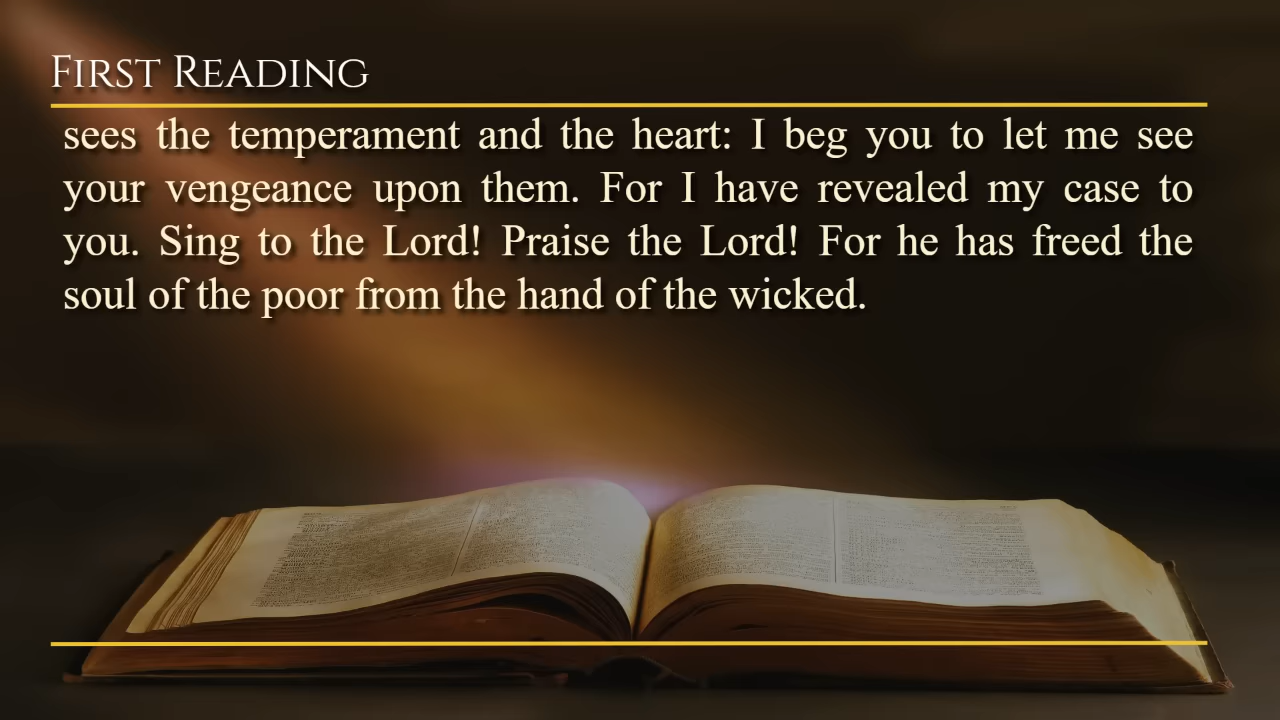 First Reading
sees the temperament and the heart: I beg you to let me see
your vengeance upon them. For I have revealed my case to
you. Sing to the Lord! Praise the Lord! For he has freed the
soul of the poor from the hand of the wicked.